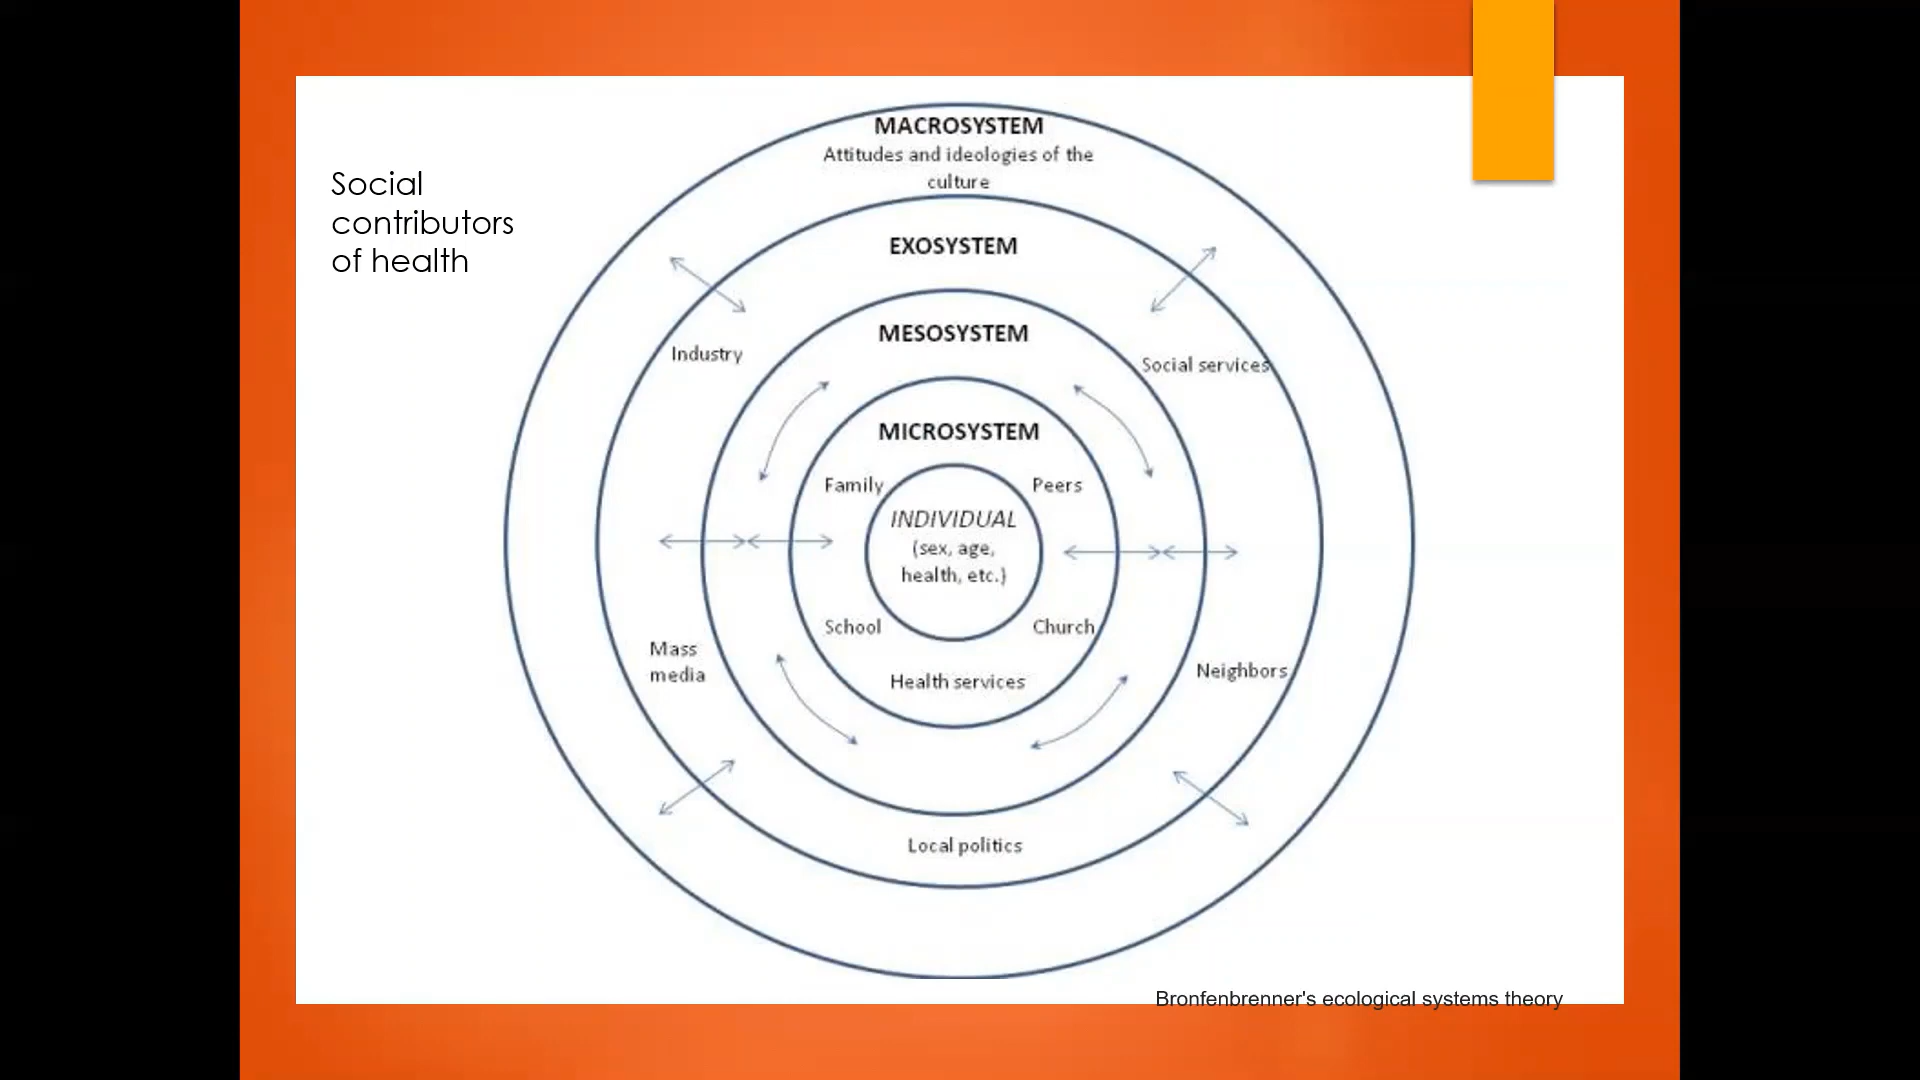 Social
contributors
of health
MACROSYSTEM
Attitudes and ideologies of the
culture
EXOSYSTEM
MESOSYSTEM
Industry
Social services
MICROSYSTEM
Family
Peers
INDIVIDUAL
(sex, age,
health, etc.)
School
Church
Mass
media
Neighbors
Health services
Local politics
Bronfenbrenner's ecological systems theory